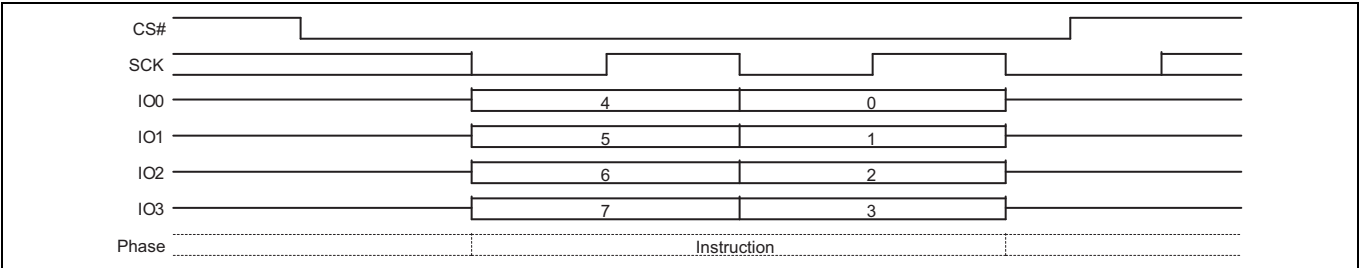 CS#
SCK
IO0 4 0
IO1 5 1
IO2 6 2
IO3 7 3
Phase Instruction